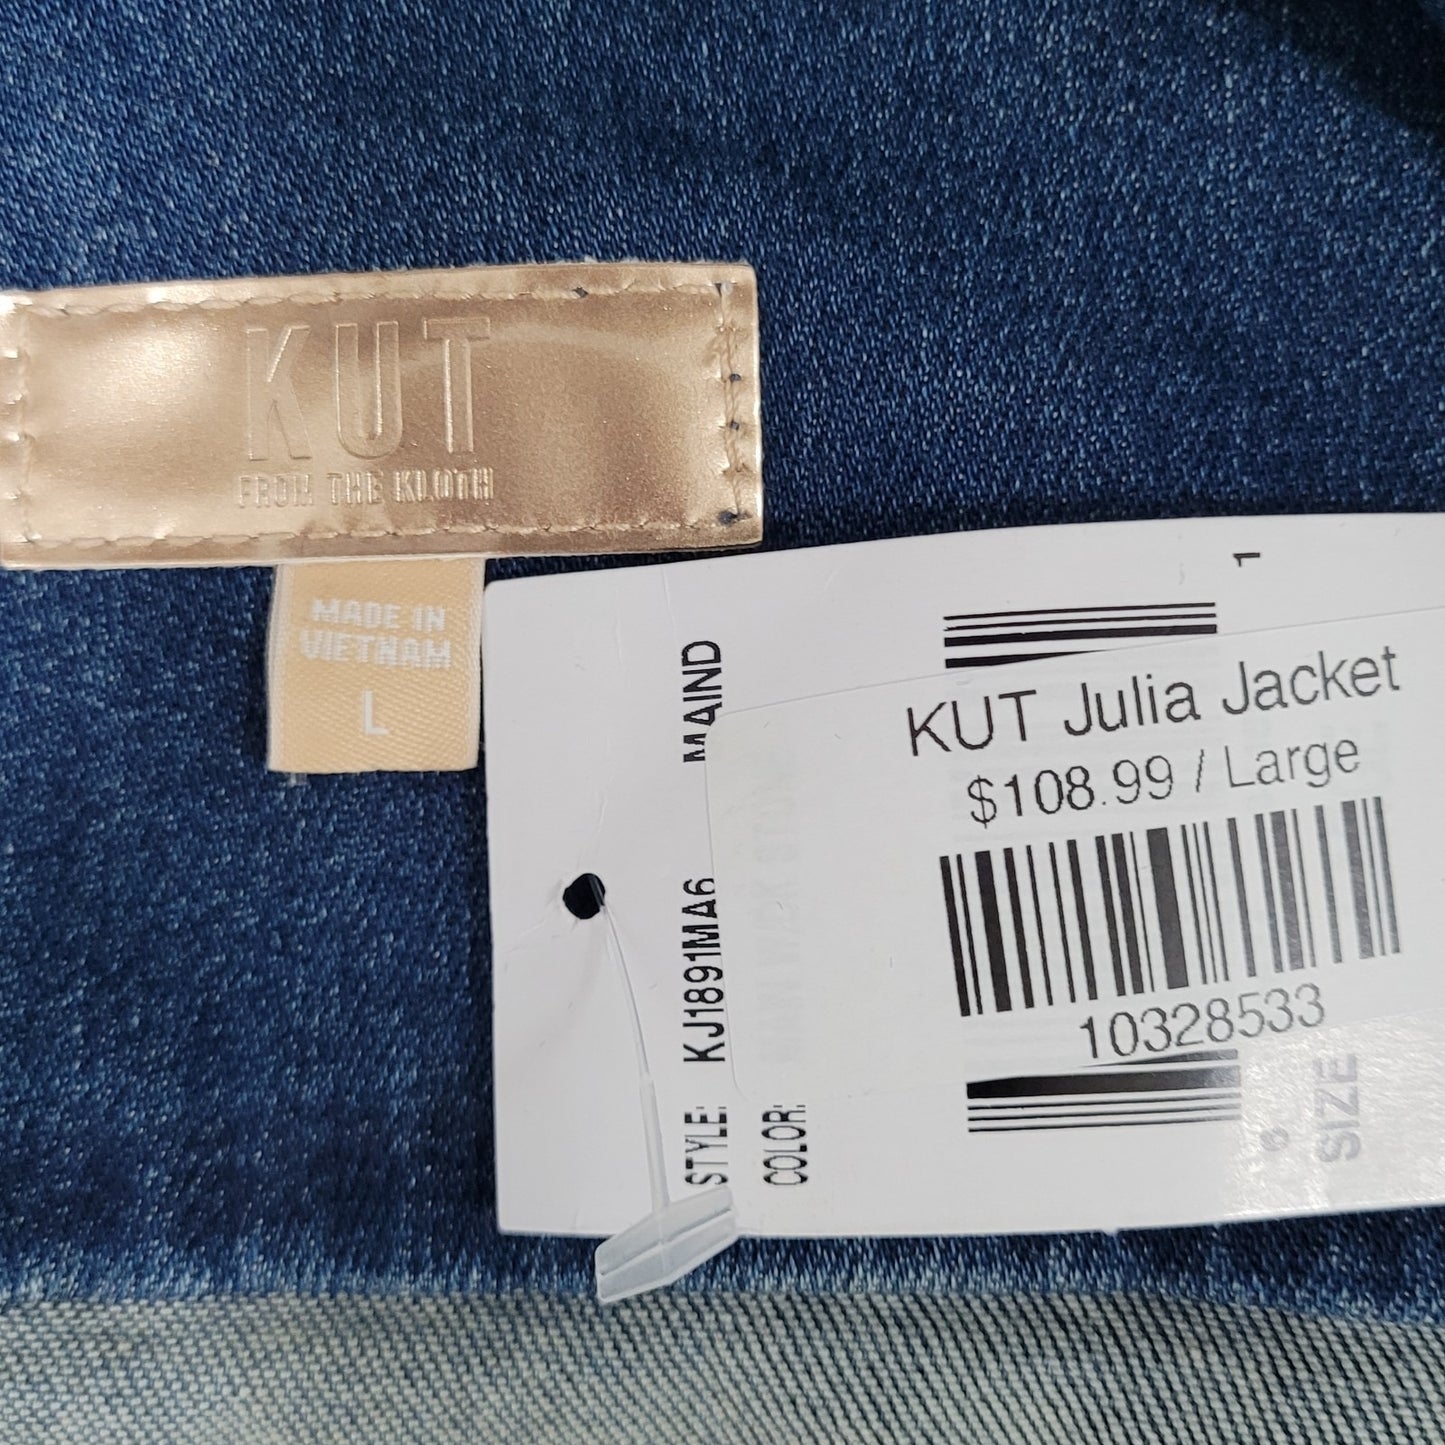 KUT
FROM THE KLOTH
MADE IN
VIETNAM
L
1
KUT Julia Jacket
$108.99 / Large
10328533
MAIND
STYLE: KJ1891MA6
COLOR:
6
SIZE